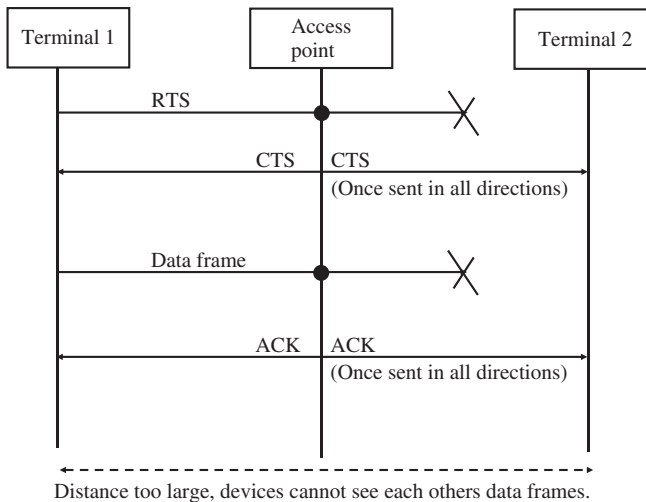 Terminal 1
Access
point
Terminal 2
RTS
CTS CTS
(Once sent in all directions)
Data frame
ACK ACK
(Once sent in all directions)
Distance too large, devices cannot see each others data frames.